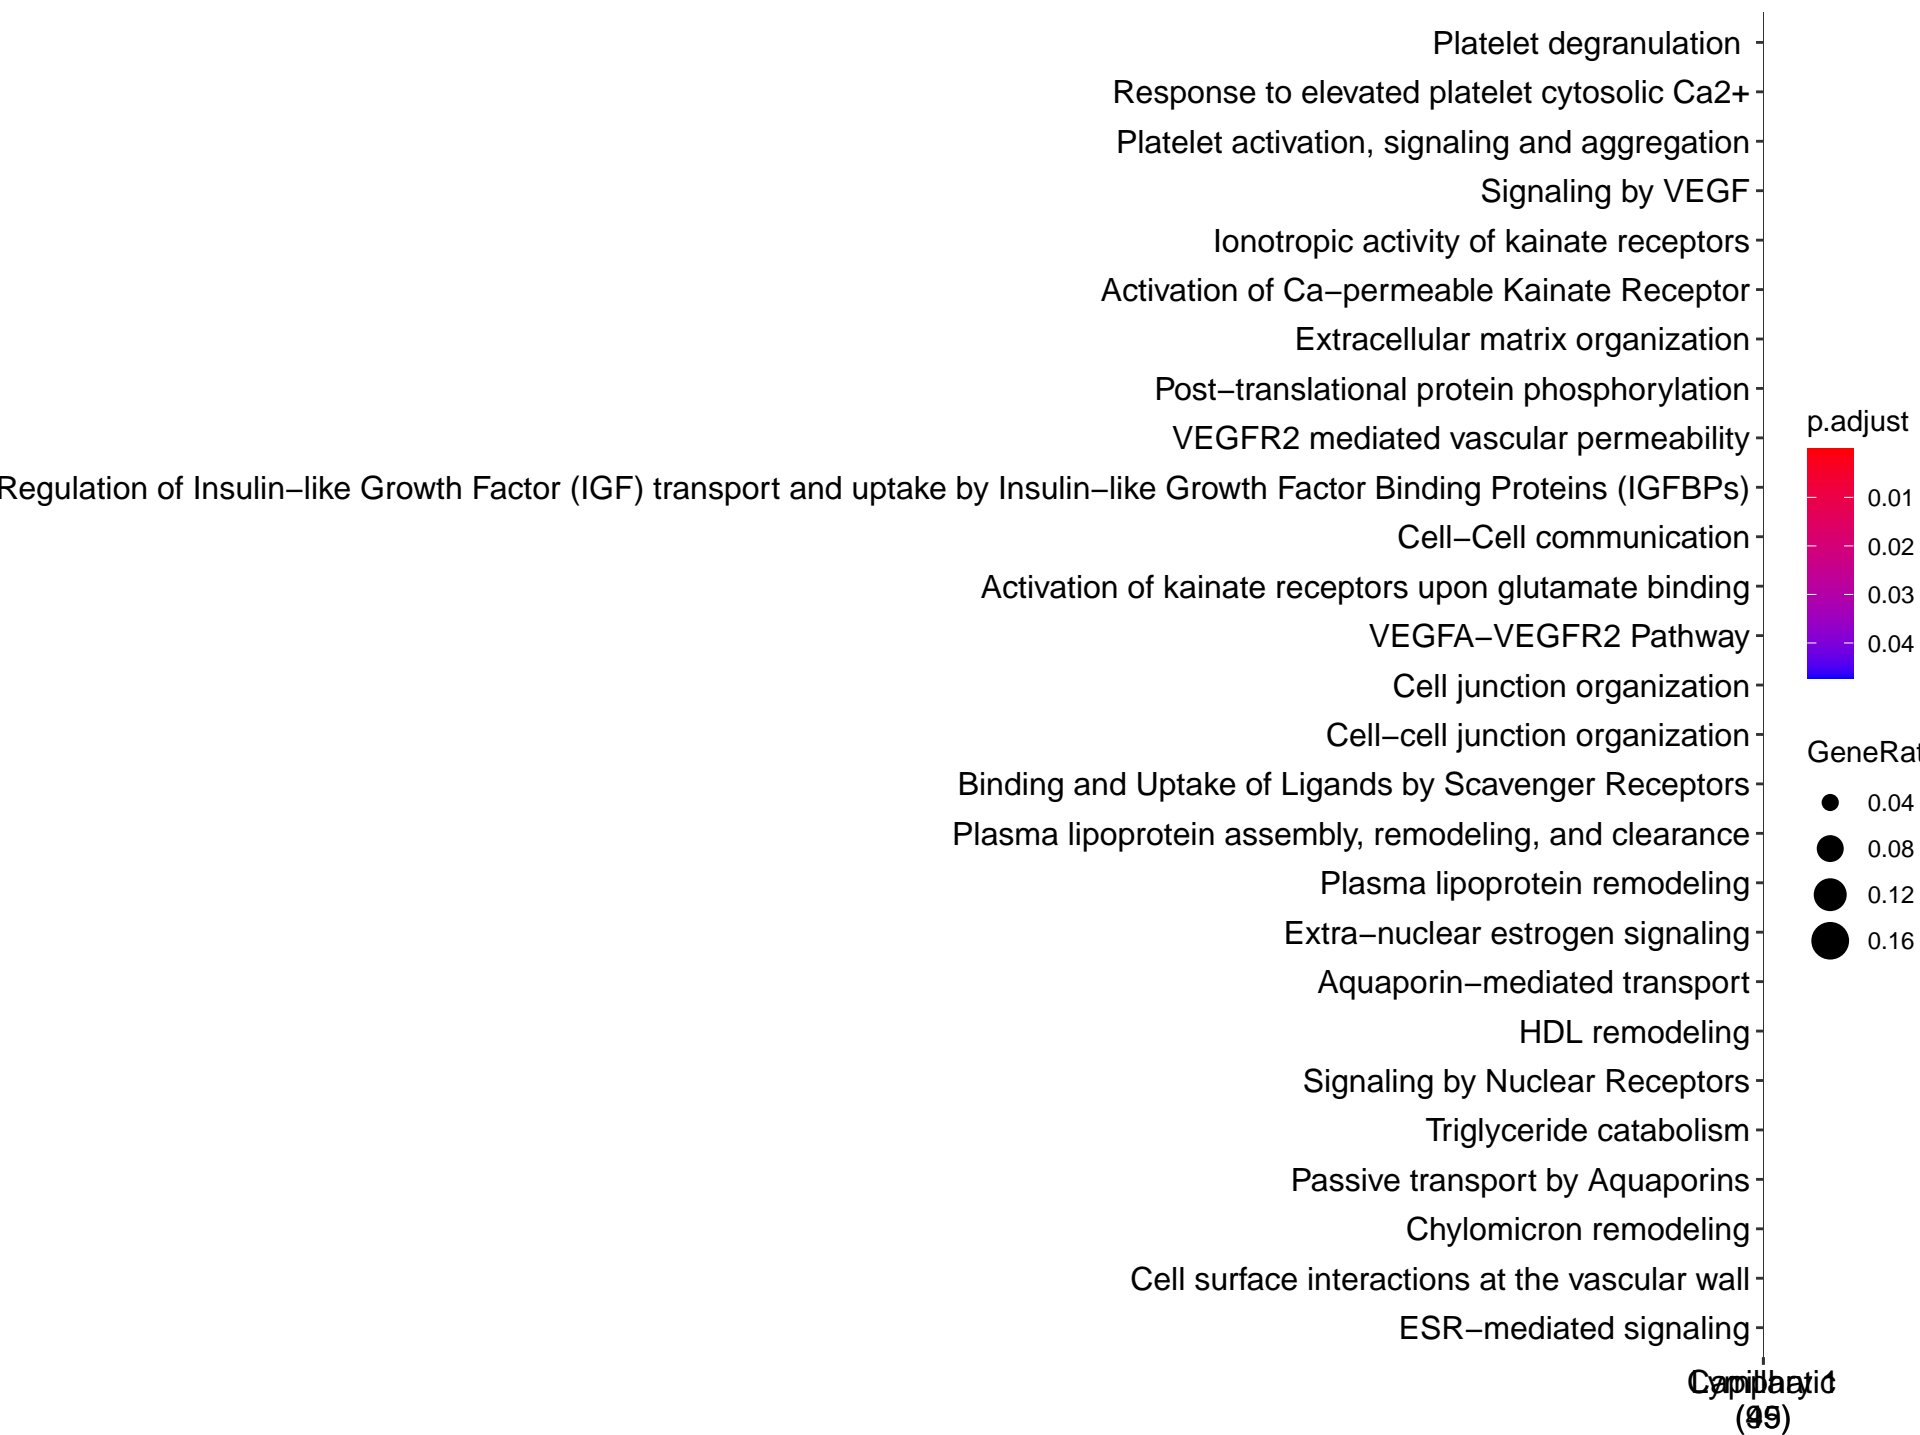 Platelet degranulation
Response to elevated platelet cytosolic Ca2+
Platelet activation, signaling and aggregation
Signaling by VEGF
Ionotropic activity of kainate receptors
Activation of Ca−permeable Kainate Receptor
Extracellular matrix organization
Post−translational protein phosphorylation
VEGFR2 mediated vascular permeability
Regulation of Insulin−like Growth Factor (IGF) transport and uptake by Insulin−like Growth Factor Binding Proteins (IGFBPs)
Cell−Cell communication
Activation of kainate receptors upon glutamate binding
VEGFA−VEGFR2 Pathway
Cell junction organization
Cell−cell junction organization
Binding and Uptake of Ligands by Scavenger Receptors
Plasma lipoprotein assembly, remodeling, and clearance
Plasma lipoprotein remodeling
Extra−nuclear estrogen signaling
Aquaporin−mediated transport
HDL remodeling
Signaling by Nuclear Receptors
Triglyceride catabolism
Passive transport by Aquaporins
Chylomicron remodeling
Cell surface interactions at the vascular wall
ESR−mediated signaling
p.adjust
0.01
0.02
0.03
0.04
GeneRat
0.04
0.08
0.12
0.16